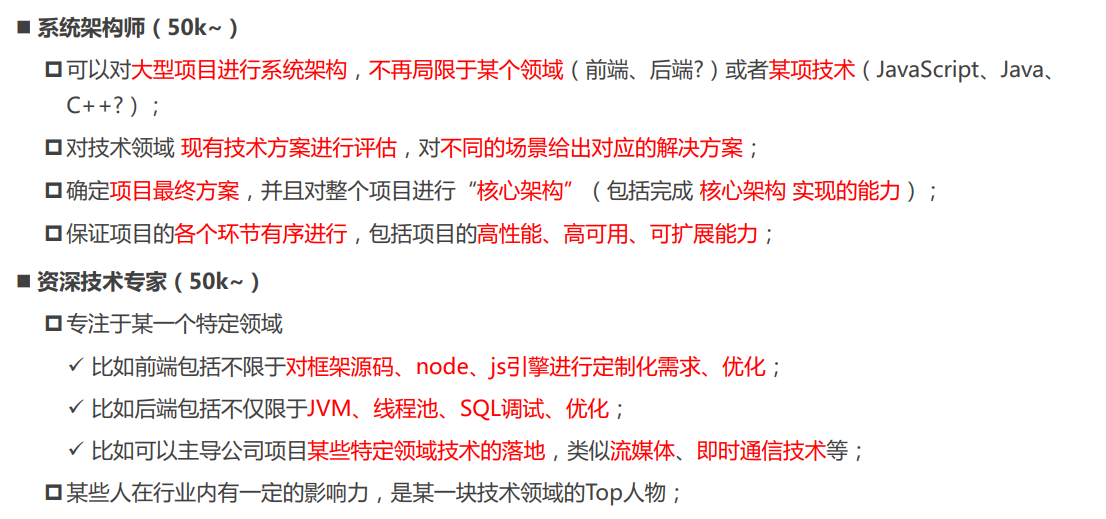 系统架构师（50k~）
可以对大型项目进行系统架构，不再局限于某个领域（前端、后端?）或者某项技术（JavaScript、Java、
C++?）；
对技术领域 现有技术方案进行评估，对不同的场景给出对应的解决方案；
确定项目最终方案，并且对整个项目进行“核心架构”（包括完成 核心架构 实现的能力）；
保证项目的各个环节有序进行，包括项目的高性能、高可用、可扩展能力；
资深技术专家（50k~）
专注于某一个特定领域
比如前端包括不限于对框架源码、node、js引擎进行定制化需求、优化；
比如后端包括不仅限于JVM、线程池、SQL调试、优化；
比如可以主导公司项目某些特定领域技术的落地，类似流媒体、即时通信技术等；
某些人在行业内有一定的影响力，是某一块技术领域的Top人物；